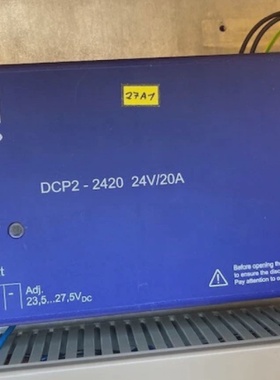 27A1
DCP2 - 2420 24V/20A
Adj.
- 23,5...27,5VDC
Before opening the
to ensure the disc
Pay attention to c